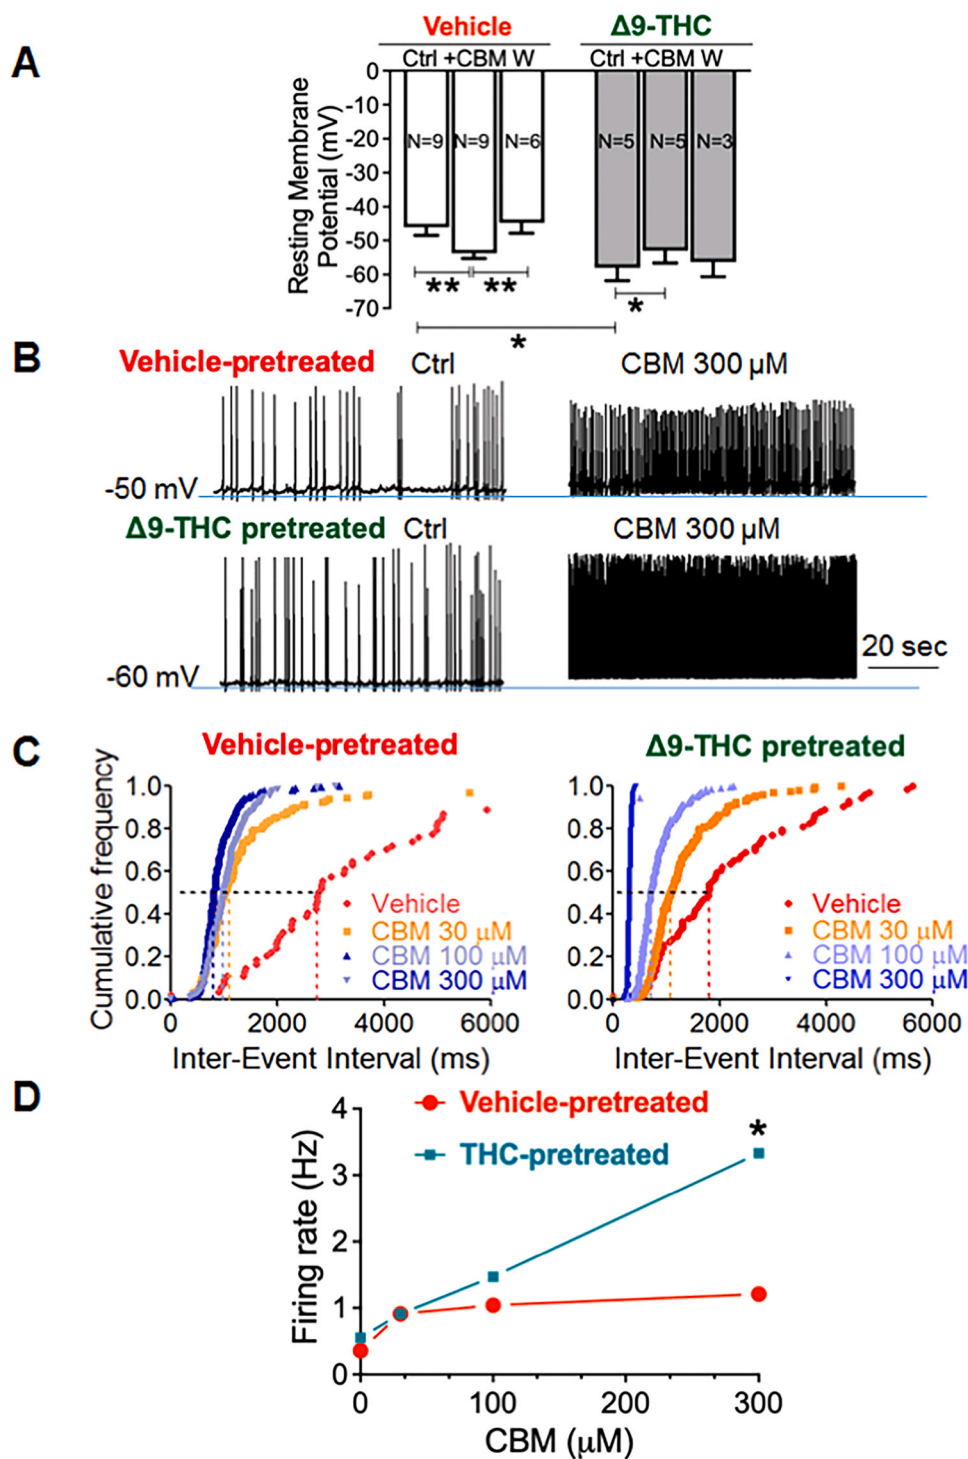 A
Vehicle
Δ9-THC
Ctrl +CBM W
Ctrl +CBM W
Resting Membrane
Potential (mV)
0
-10
-20
-30
-40
-50
-60
-70
N=9
N=9
N=6
N=5
N=5
N=3
**
**
*
*
B
Vehicle-pretreated
Ctrl
CBM 300 µM
-50 mV
Δ9-THC pretreated
Ctrl
CBM 300 µM
-60 mV
20 sec
C
Vehicle-pretreated
Cumulative frequency
1.0
0.8
0.6
0.4
0.2
0.0
Vehicle
CBM 30 µM
CBM 100 µM
CBM 300 µM
0 2000 4000 6000
Inter-Event Interval (ms)
Δ9-THC pretreated
1.0
0.8
0.6
0.4
0.2
0.0
Vehicle
CBM 30 µM
CBM 100 µM
CBM 300 µM
0 2000 4000 6000
Inter-Event Interval (ms)
D
Vehicle-pretreated
THC-pretreated
*
Firing rate (Hz)
4
3
2
1
0
0 100 200 300
CBM (µM)